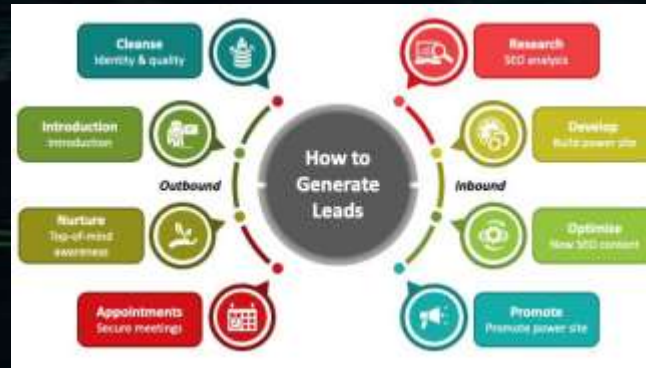 Cleanse
Identity & quality
Introduction
Introduction
Outbound
Nurture
Top-of-mind
awareness
Appointments
Secure meetings
How to
Generate
Leads
Research
SEO analysis
Develop
Build power site
Inbound
Optimise
New SEO content
Promote
Promote power site